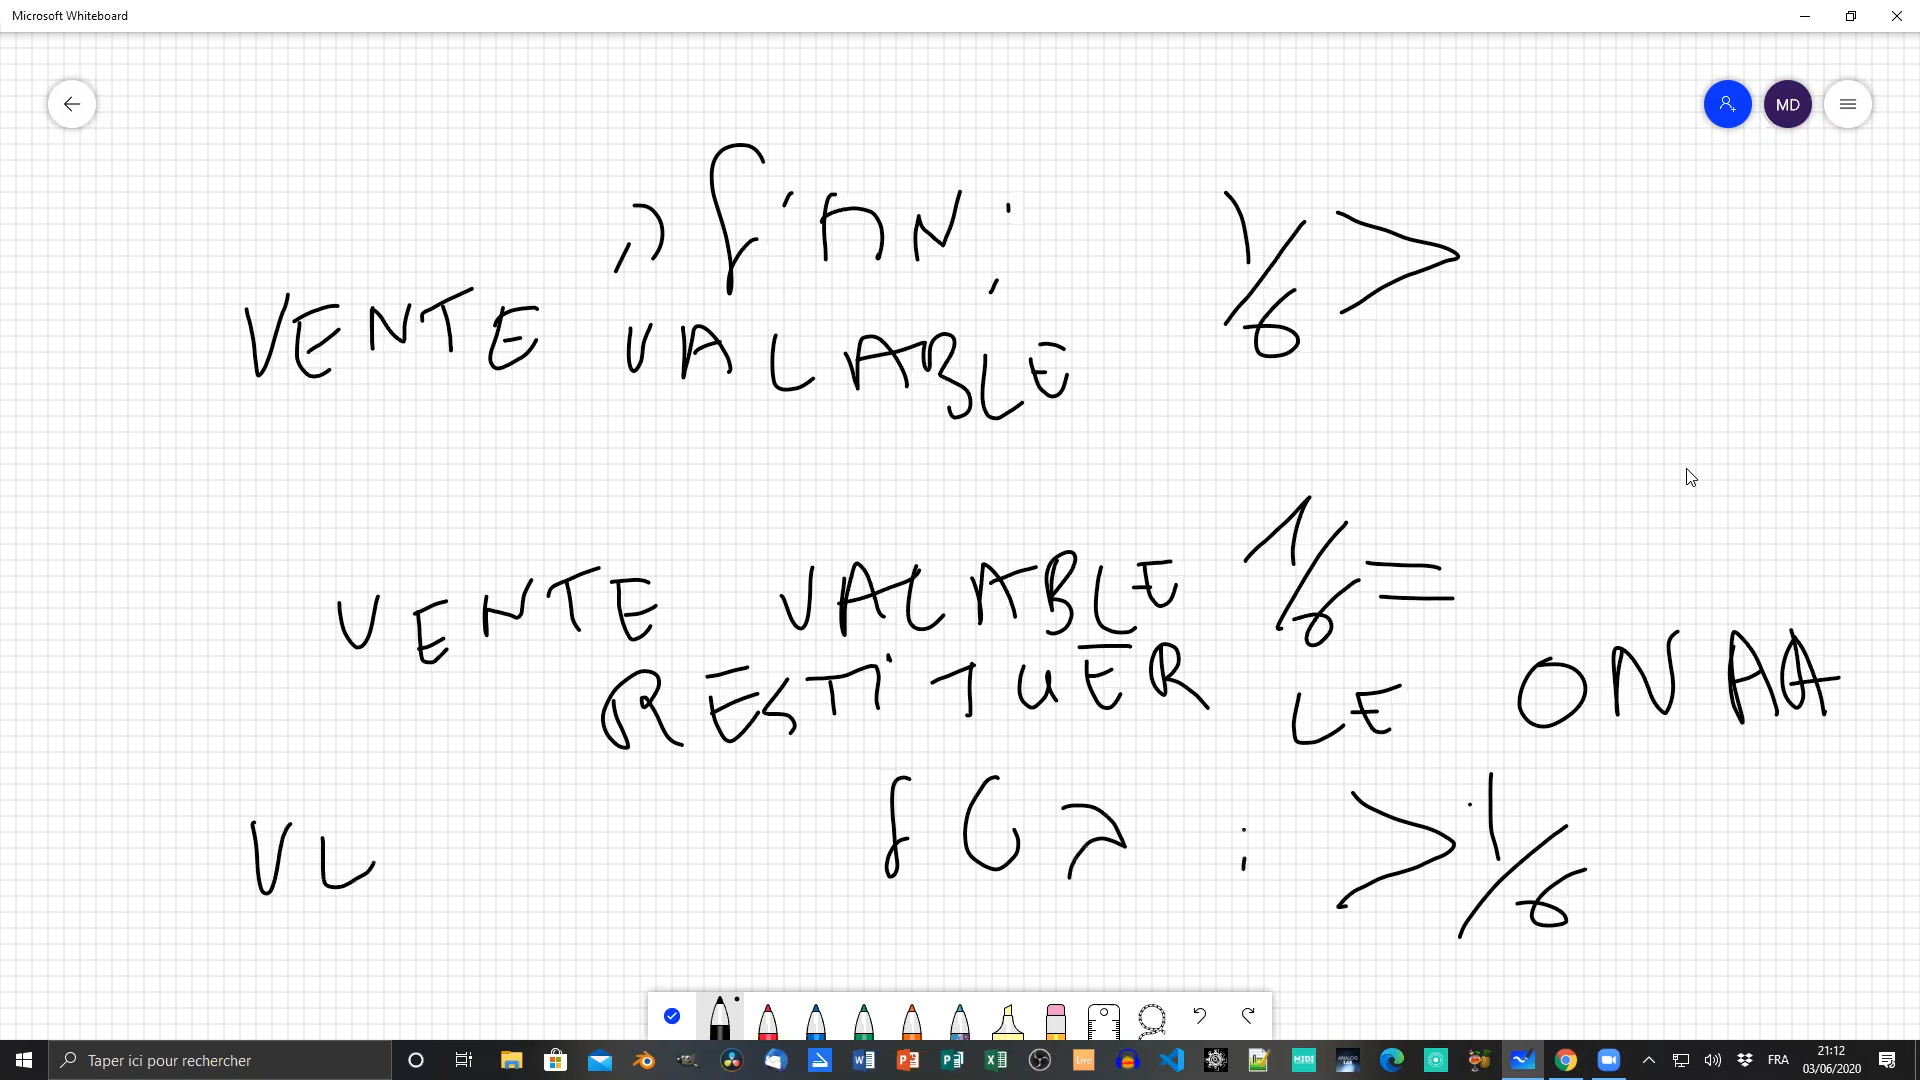 Microsoft Whiteboard
MD
1/6 >
VENTE VALABLE
VENTE VALABLE 1/6 =
RESTITUER LE ONAA
VL : > 1/6
Taper ici pour rechercher
FRA
21:12
03/06/2020